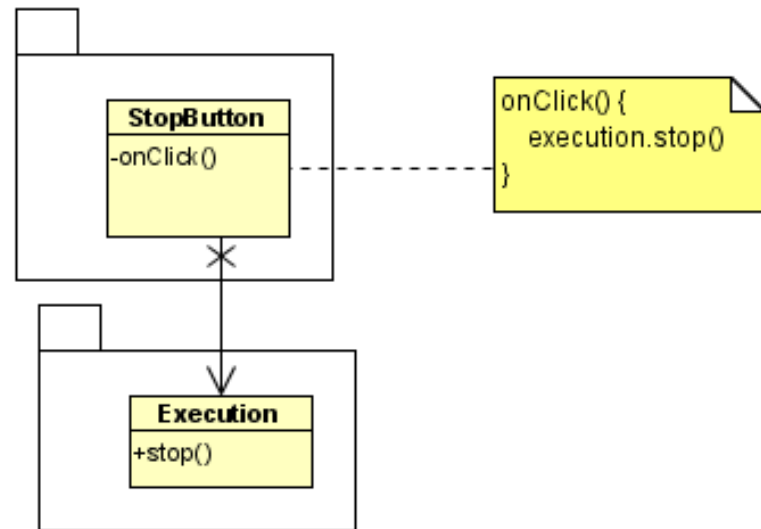 StopButton
-onClick()
onClick() {
execution.stop()
}
Execution
+stop()